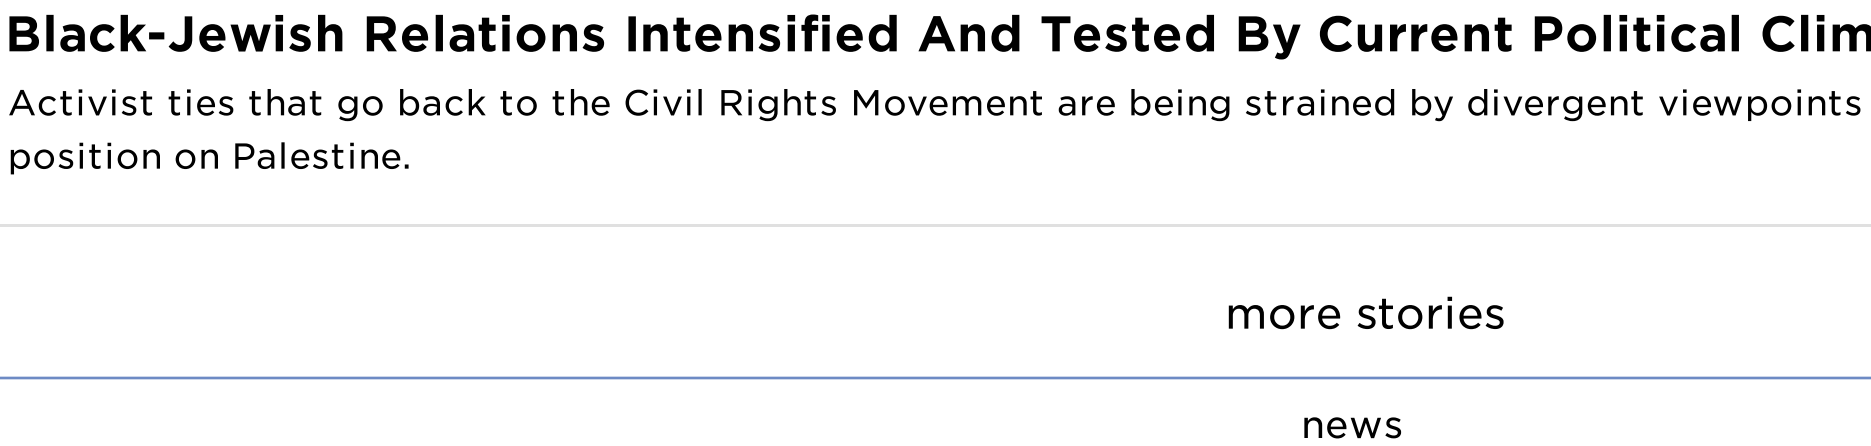 Black-Jewish Relations Intensified And Tested By Current Political Clim
Activist ties that go back to the Civil Rights Movement are being strained by divergent viewpoints
position on Palestine.
more stories
news